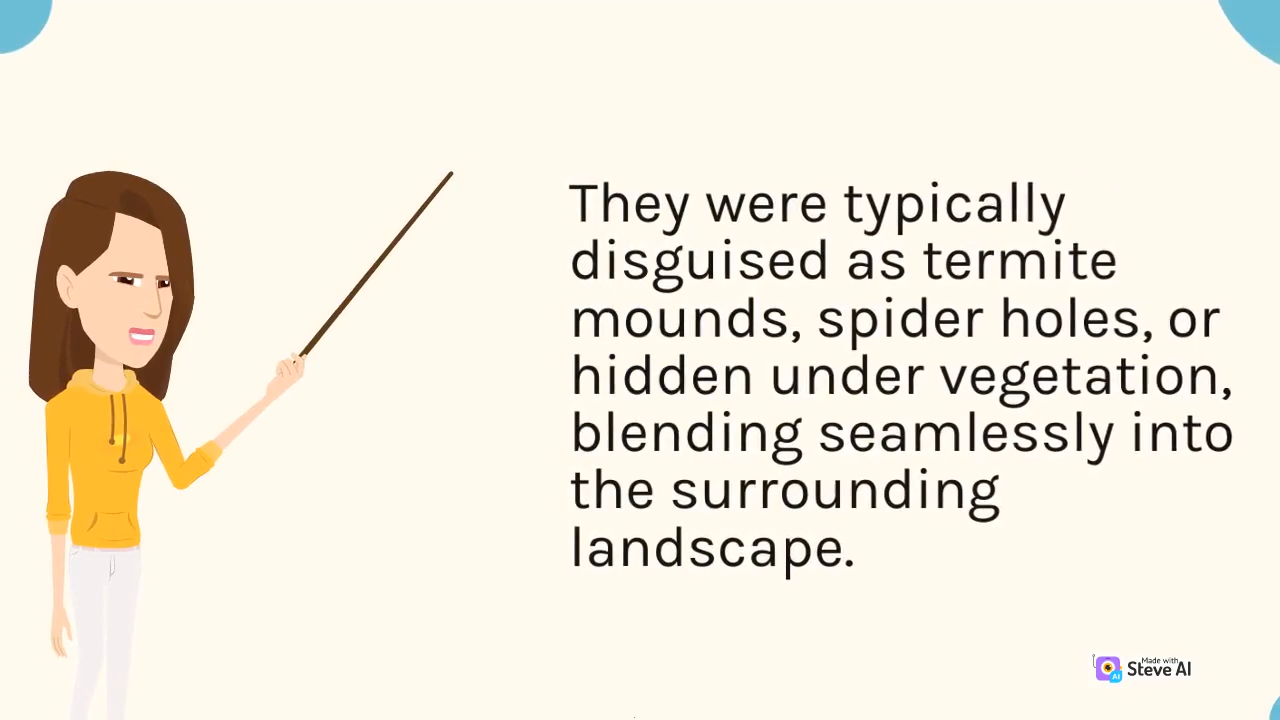 They were typically
disguised as termite
mounds, spider holes, or
hidden under vegetation,
blending seamlessly into
the surrounding
landscape.
Made with
Steve AI
AI